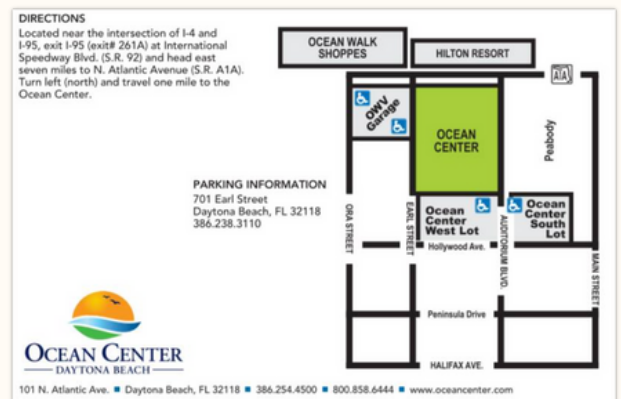 DIRECTIONS
Located near the intersection of I-4 and
I-95, exit I-95 (exit# 261A) at International
Speedway Blvd. (S.R. 92) and head east
seven miles to N. Atlantic Avenue (S.R. A1A).
Turn left (north) and travel one mile to the
Ocean Center.
OCEAN WALK
SHOPPES
HILTON RESORT
A1A
OWV
Garage
OCEAN
CENTER
Peabody
PARKING INFORMATION
701 Earl Street
Daytona Beach, FL 32118
386.238.3110
ORA STREET
EARL STREET
Ocean
Center
West Lot
AUDITORIUM BLVD.
Ocean
Center
South
Lot
Hollywood Ave.
MAIN STREET
Peninsula Drive
HALIFAX AVE.
OCEAN CENTER
DAYTONA BEACH
101 N. Atlantic Ave. ■ Daytona Beach, FL 32118 ■ 386.254.4500 ■ 800.858.6444 ■ www.oceancenter.com